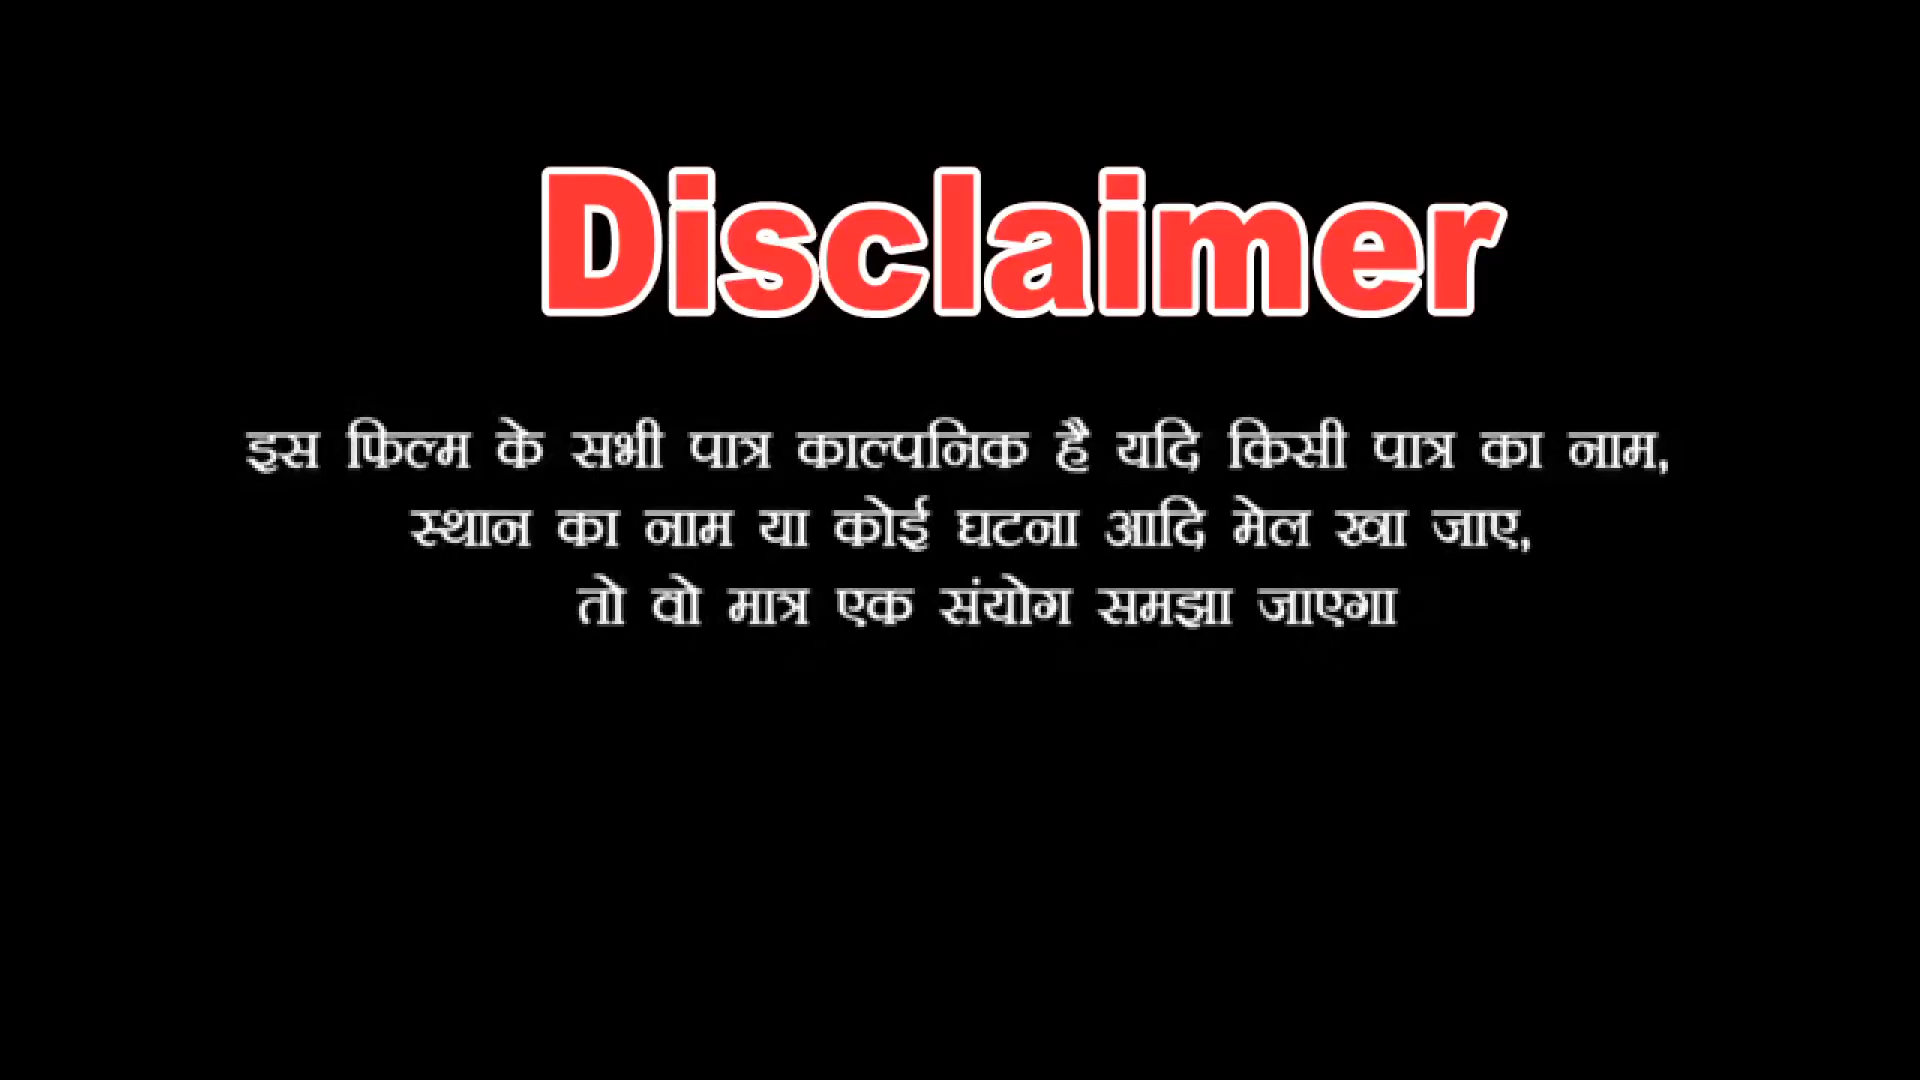 Disclaimer
इस फिल्म के सभी पात्र काल्पनिक है यदि किसी पात्र का नाम,
स्थान का नाम या कोई घटना आदि मेल खा जाए,
तो वो मात्र एक संयोग समझा जाएगा